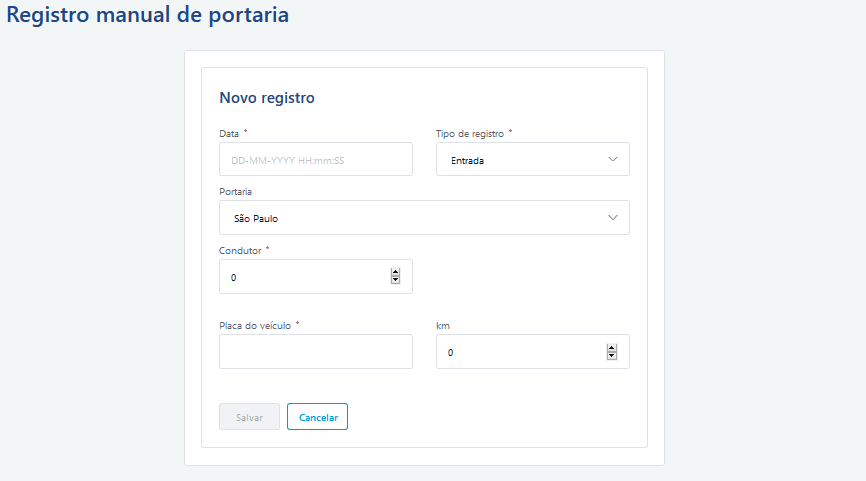 Registro manual de portaria
Novo registro
Data *
Tipo de registro *
DD-MM-YYYY HH:mm:SS
Entrada
Portaria
São Paulo
Condutor *
0
Placa do veículo *
km
0
Salvar
Cancelar